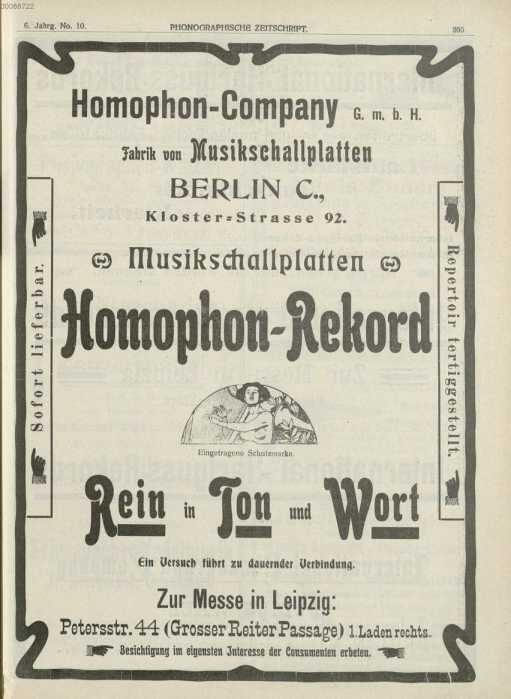 00088722
6. Jahrg. No. 10.
PHONOGRAPHISCHE ZEITSCHRIFT.
Homophon-Company G. m. b. H.
Fabrik von Musikschallplatten
BERLIN C.,
Kloster-Strasse 92.
Musikschallplatten
Homophon-Rekord
Sofort lieferbar.
Repertoir fertiggestellt.
Eingetragene Schutzmarke.
Rein in Ton und Wort
Ein Versuch führt zu dauernder Verbindung.
Zur Messe in Leipzig:
Petersstr. 44 (Grosser Reiter Passage) 1. Laden rechts.
Besichtigung im eigensten Interesse der Consumenten erbeten.